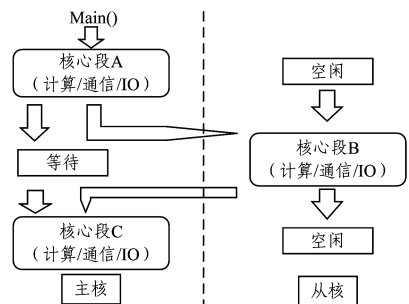 Main()
核心段A
（计算/通信/IO）
等待
核心段C
（计算/通信/IO）
主核
空闲
核心段B
（计算/通信/IO）
空闲
从核